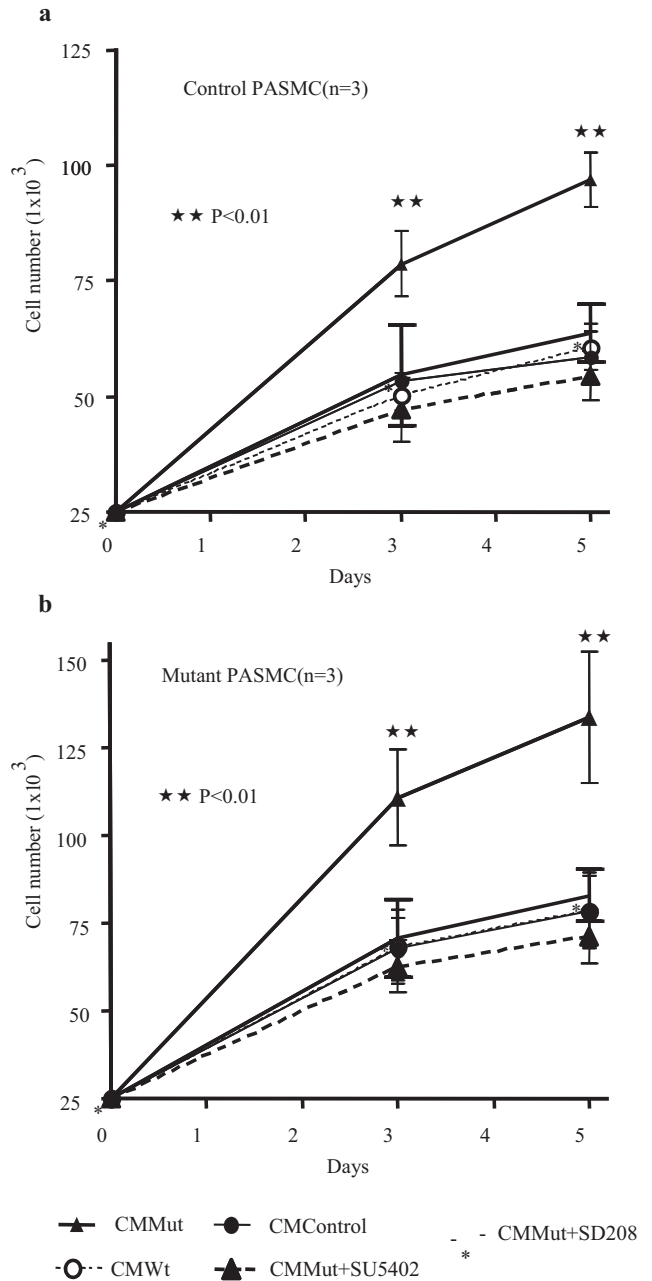 a
125
Control PASMC(n=3)
★★
100
★★
★★ P<0.01
Cell number (1x10 3)
75
*
50
*
25
*
0 1 2 3 4 5
Days
b
★★
150
Mutant PASMC(n=3)
★★
125
★★ P<0.01
Cell number (1x10 3)
100
75
*
50
25
*
0 1 2 3 4 5
Days
CMMut CMControl - - CMMut+SD208
*
CMWt CMMut+SU5402